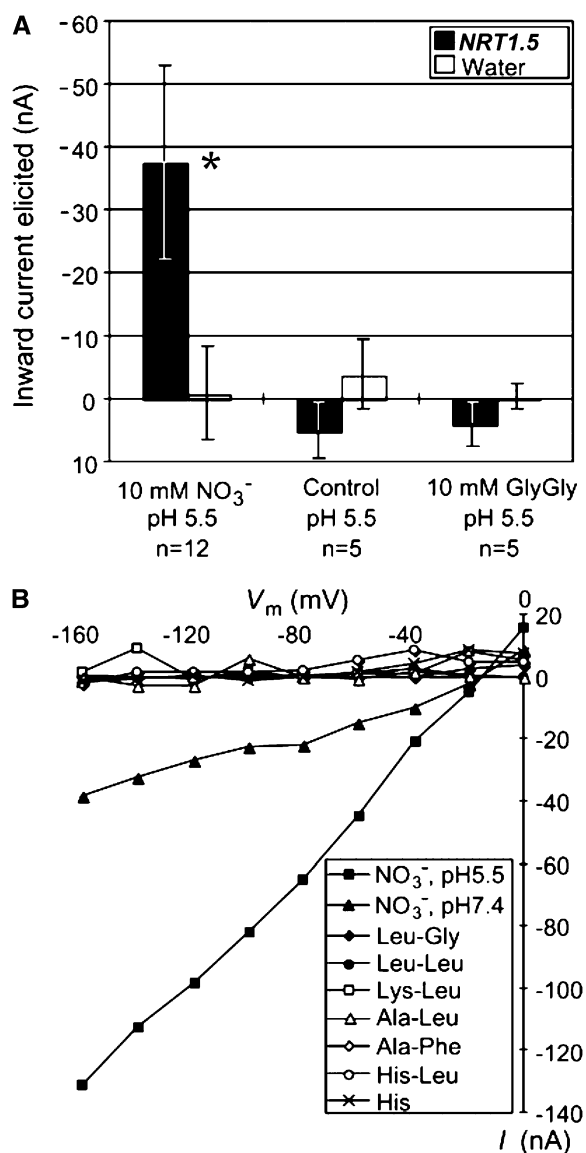 A
NRT1.5
Water
Inward current elicited (nA)
-60
-50
-40
-30
-20
-10
0
10
*
10 mM NO₃⁻
pH 5.5
n=12
Control
pH 5.5
n=5
10 mM GlyGly
pH 5.5
n=5
B
Vm (mV)
-160
-120
-80
-40
0
20
0
-20
-40
-60
-80
-100
-120
-140
NO₃⁻, pH5.5
NO₃⁻, pH7.4
Leu-Gly
Leu-Leu
Lys-Leu
Ala-Leu
Ala-Phe
His-Leu
His
I (nA)